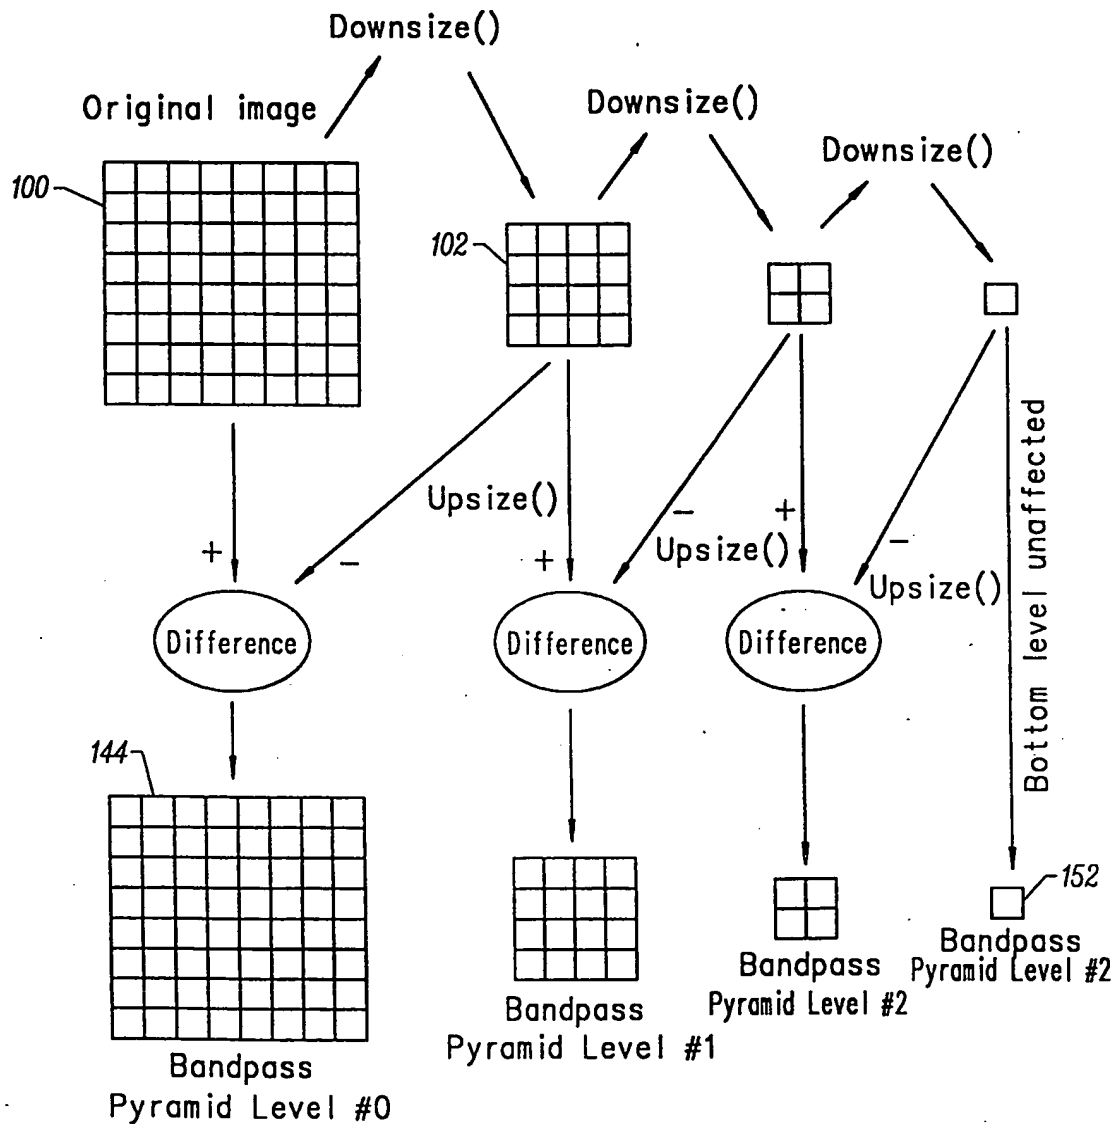 Downsize()
Original image
Downsize()
Downsize()
100
102
Upsize()
+
-
+
-
Upsize()
+
-
Upsize()
Bottom level unaffected
Difference
Difference
Difference
144
152
Bandpass
Pyramid Level #2
Bandpass
Pyramid Level #2
Bandpass
Pyramid Level #1
Bandpass
Pyramid Level #0